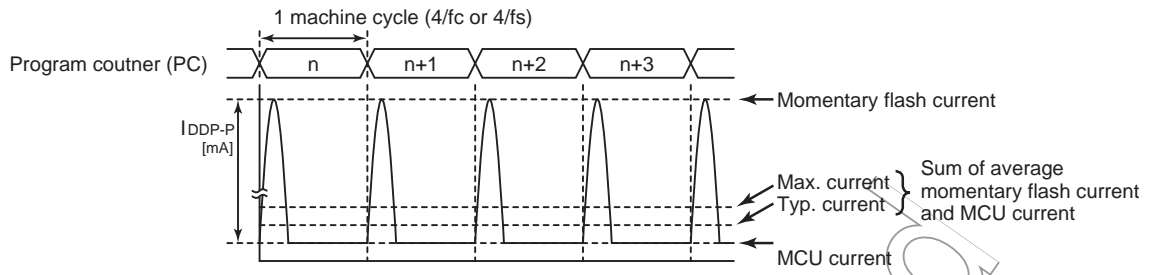 1 machine cycle (4/fc or 4/fs)
Program coutner (PC)
n
n+1
n+2
n+3
Momentary flash current
I DDP-P
[mA]
Max. current
Typ. current
Sum of average
momentary flash current
and MCU current
MCU current